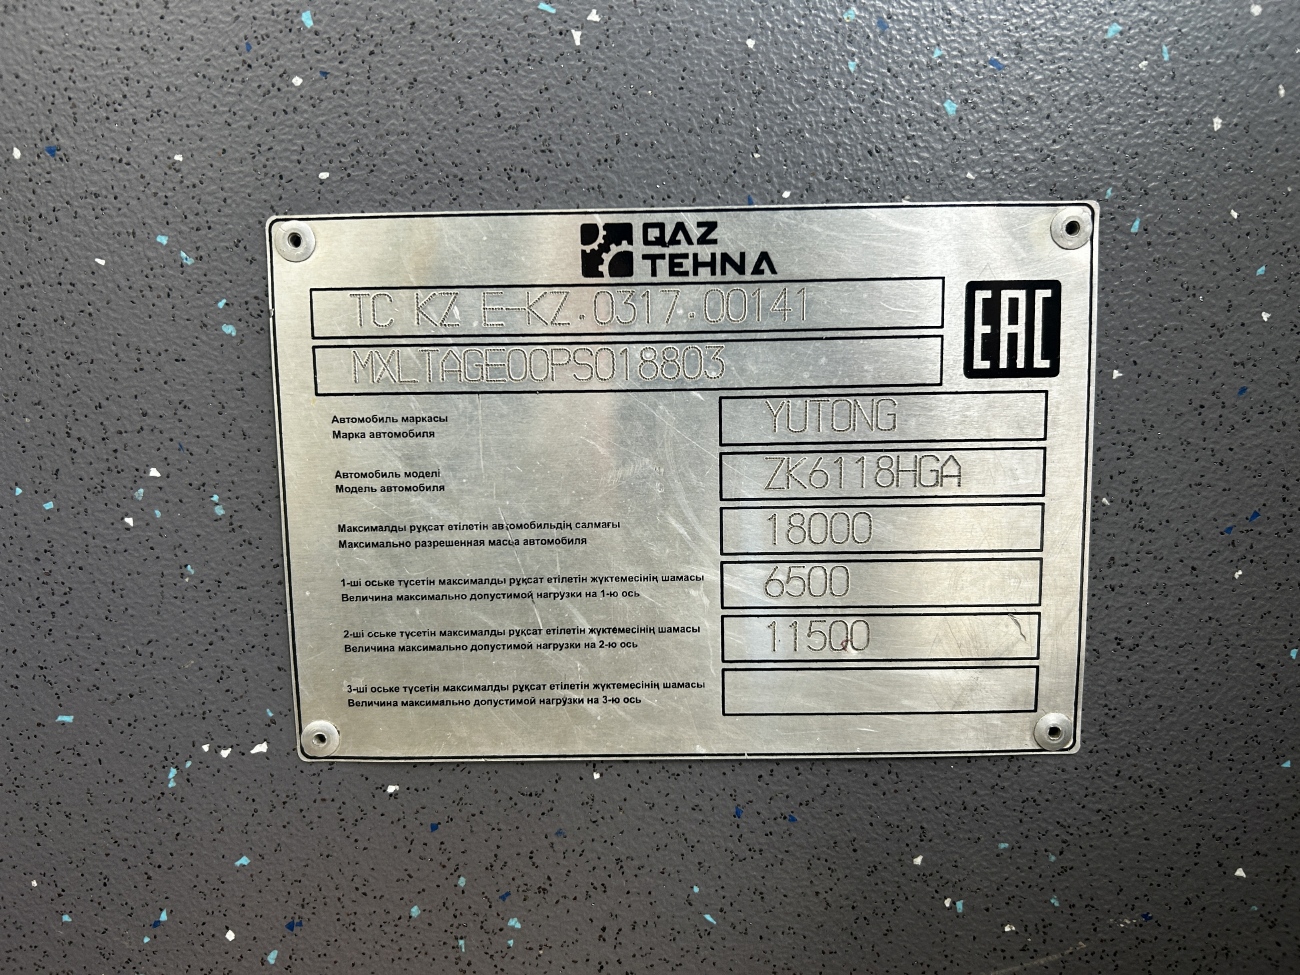 QAZ
TEHNA
TC KZ E-KZ.0317.00141
EAC
MXLTAGE00PS018803
Автомобиль маркасы
Марка автомобиля
YUTONG
Автомобиль моделі
Модель автомобиля
ZK6118HGA
Максималды рұқсат етілетін автомобильдің салмағы
Максимально разрешенная масса автомобиля
18000
1-ші оське түсетін максималды рұқсат етілетін жүктемесінің шамасы
Величина максимально допустимой нагрузки на 1-ю ось
6500
2-ші оське түсетін максималды рұқсат етілетін жүктемесінің шамасы
Величина максимально допустимой нагрузки на 2-ю ось
11500
3-ші оське түсетін максималды рұқсат етілетін жүктемесінің шамасы
Величина максимально допустимой нагрузки на 3-ю ось